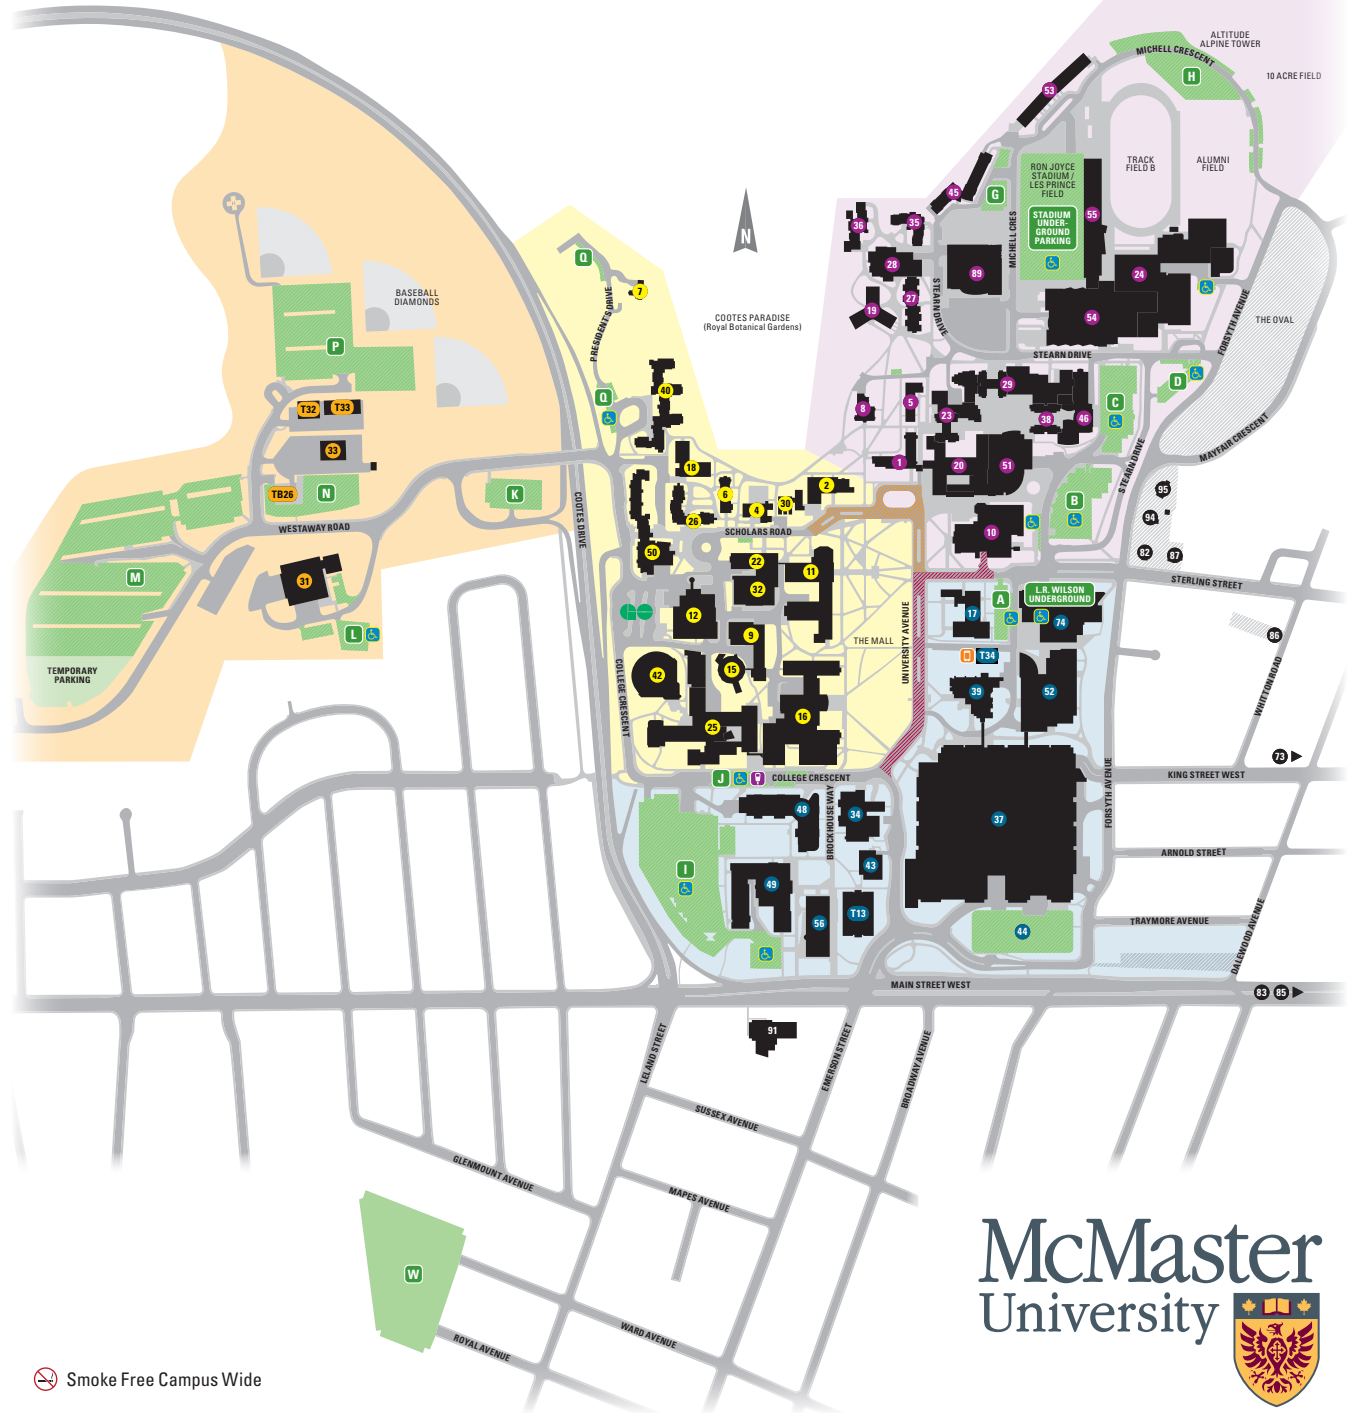 ALTITUDE
ALPINE TOWER
MICHELL CRESCENT
H
10 ACRE FIELD
53
TRACK
FIELD B
ALUMNI
FIELD
RON JOYCE
STADIUM /
LES PRINCE
FIELD
STADIUM
UNDER-
GROUND
PARKING
G
45
55
36
35
MICHELL CRES
28
89
24
27
19
54
STEARN DRIVE
FORSYTH AVENUE
THE OVAL
STEARN DRIVE
N
COOTES PARADISE
(Royal Botanical Gardens)
Q
7
PRESIDENT'S DRIVE
BASEBALL
DIAMONDS
P
T32
T33
33
TB26
N
K
WESTAWAY ROAD
COOTES DRIVE
31
M
L
TEMPORARY
PARKING
Q
40
18
6
2
30
4
26
SCHOLARS ROAD
50
22
11
32
12
9
THE MALL
15
42
25
16
COLLEGE CRESCENT
J
COLLEGE CRESCENT
UNIVERSITY AVENUE
29
D
C
8
5
23
38
46
MAYFAIR CRESCENT
1
20
51
STEARN DRIVE
B
95
94
10
82
87
STERLING STREET
A
L.R. WILSON
UNDERGROUND
17
74
86
T34
39
52
WHITTON ROAD
73
KING STREET WEST
FORSYTH AVENUE
48
34
BROCKHOUSE WAY
37
I
43
ARNOLD STREET
49
56
T13
44
TRAYMORE AVENUE
DALEWOOD AVENUE
MAIN STREET WEST
83
85
91
LELAND STREET
EMERSON STREET
BROADWAY AVENUE
SUSSEX AVENUE
GLENMOUNT AVENUE
MAPES AVENUE
W
WARD AVENUE
ROYAL AVENUE
McMaster
University
Smoke Free Campus Wide